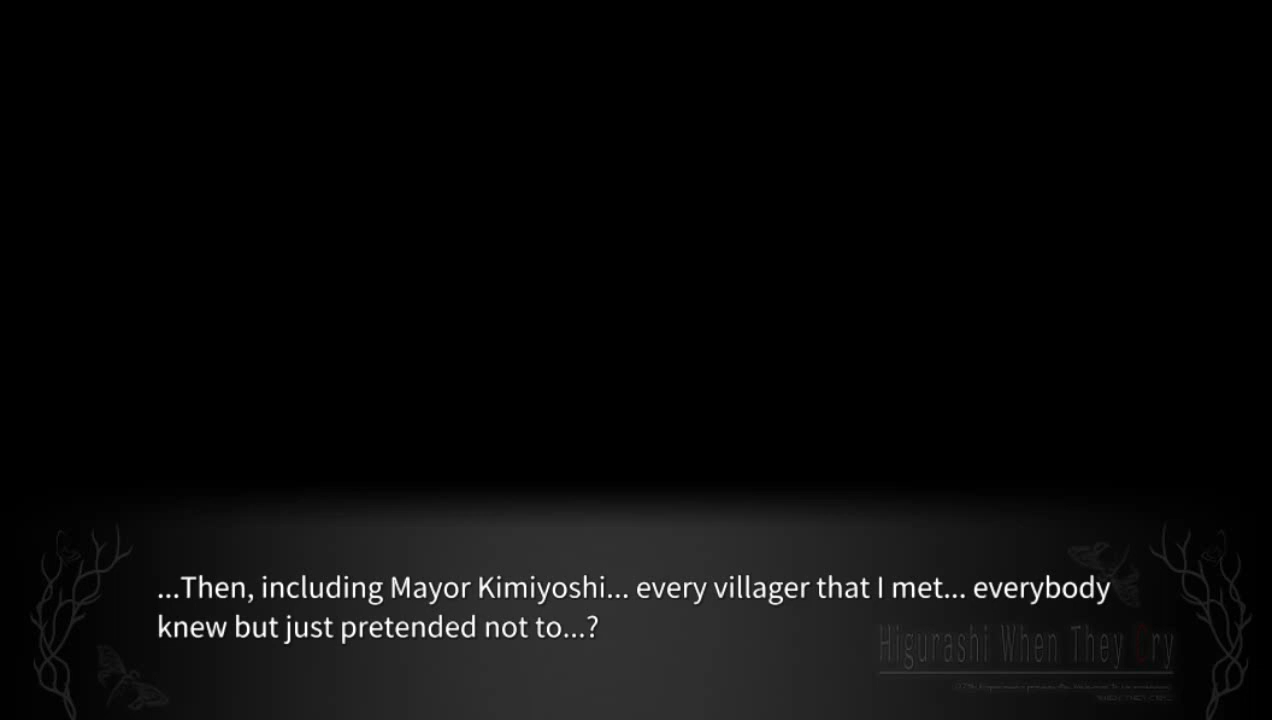 ...Then, including Mayor Kimiyoshi... every villager that I met... everybody
knew but just pretended not to...?
Higurashi When They Cry